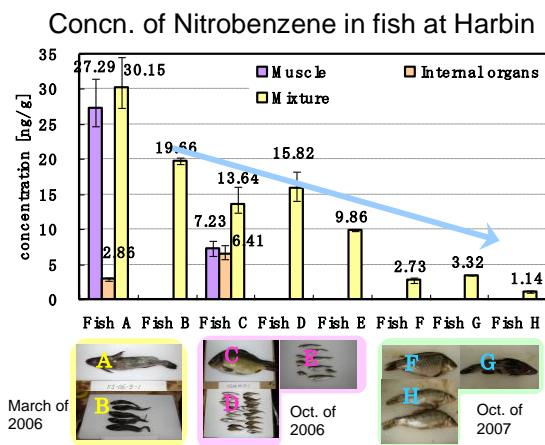 Concn. of Nitrobenzene in fish at Harbin
concentration [ng/g]
35
30
25
20
15
10
5
0
Muscle
Internal organs
Mixture
27.29
2.86
30.15
19.66
7.23
6.41
13.64
15.82
9.86
2.73
3.32
1.14
Fish A
Fish B
Fish C
Fish D
Fish E
Fish F
Fish G
Fish H
March of
2006
A
B
C
D
E
Oct. of
2006
F
G
H
Oct. of
2007